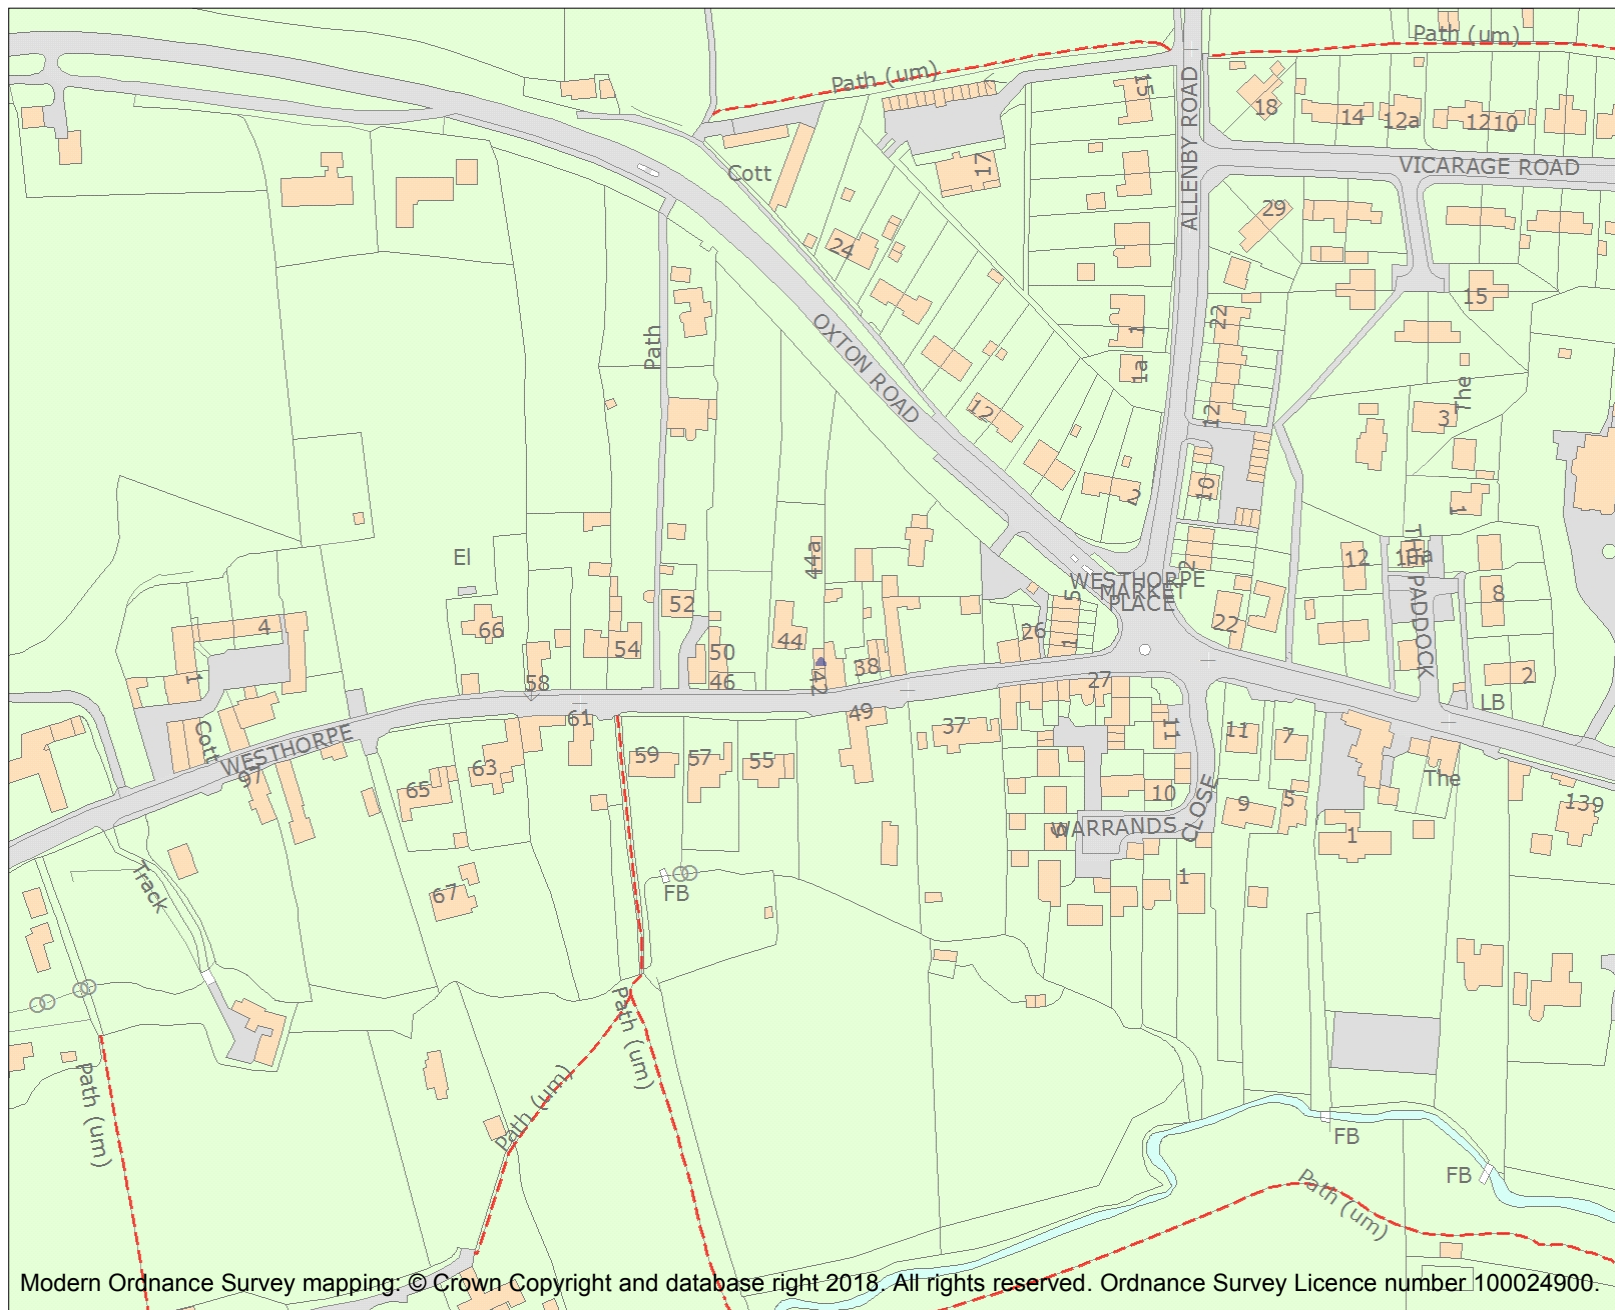 Path (um)
Path (um)
15
ALLENBY ROAD
18
14
12a
12
10
VICARAGE ROAD
Cott
17
29
24
15
22
1
OXTON ROAD
Path
1a
The
12
12
3
2
10
1
El
44a
THE PADDOCK
12
10a
2
WESTHORPE
MARKET
PLACE
8
52
5
4
66
26
22
54
50
44
1
38
1
58
46
42
27
2
LB
61
49
37
11
11
7
Cott
WESTHORPE
59
57
55
97
63
The
65
10
9
5
139
CLOSE
WARRANDS
1
Track
67
FB
1
Path (um)
Path (um)
Path (um)
FB
FB
Path (um)
Modern Ordnance Survey mapping: © Crown Copyright and database right 2018. All rights reserved. Ordnance Survey Licence number 100024900.